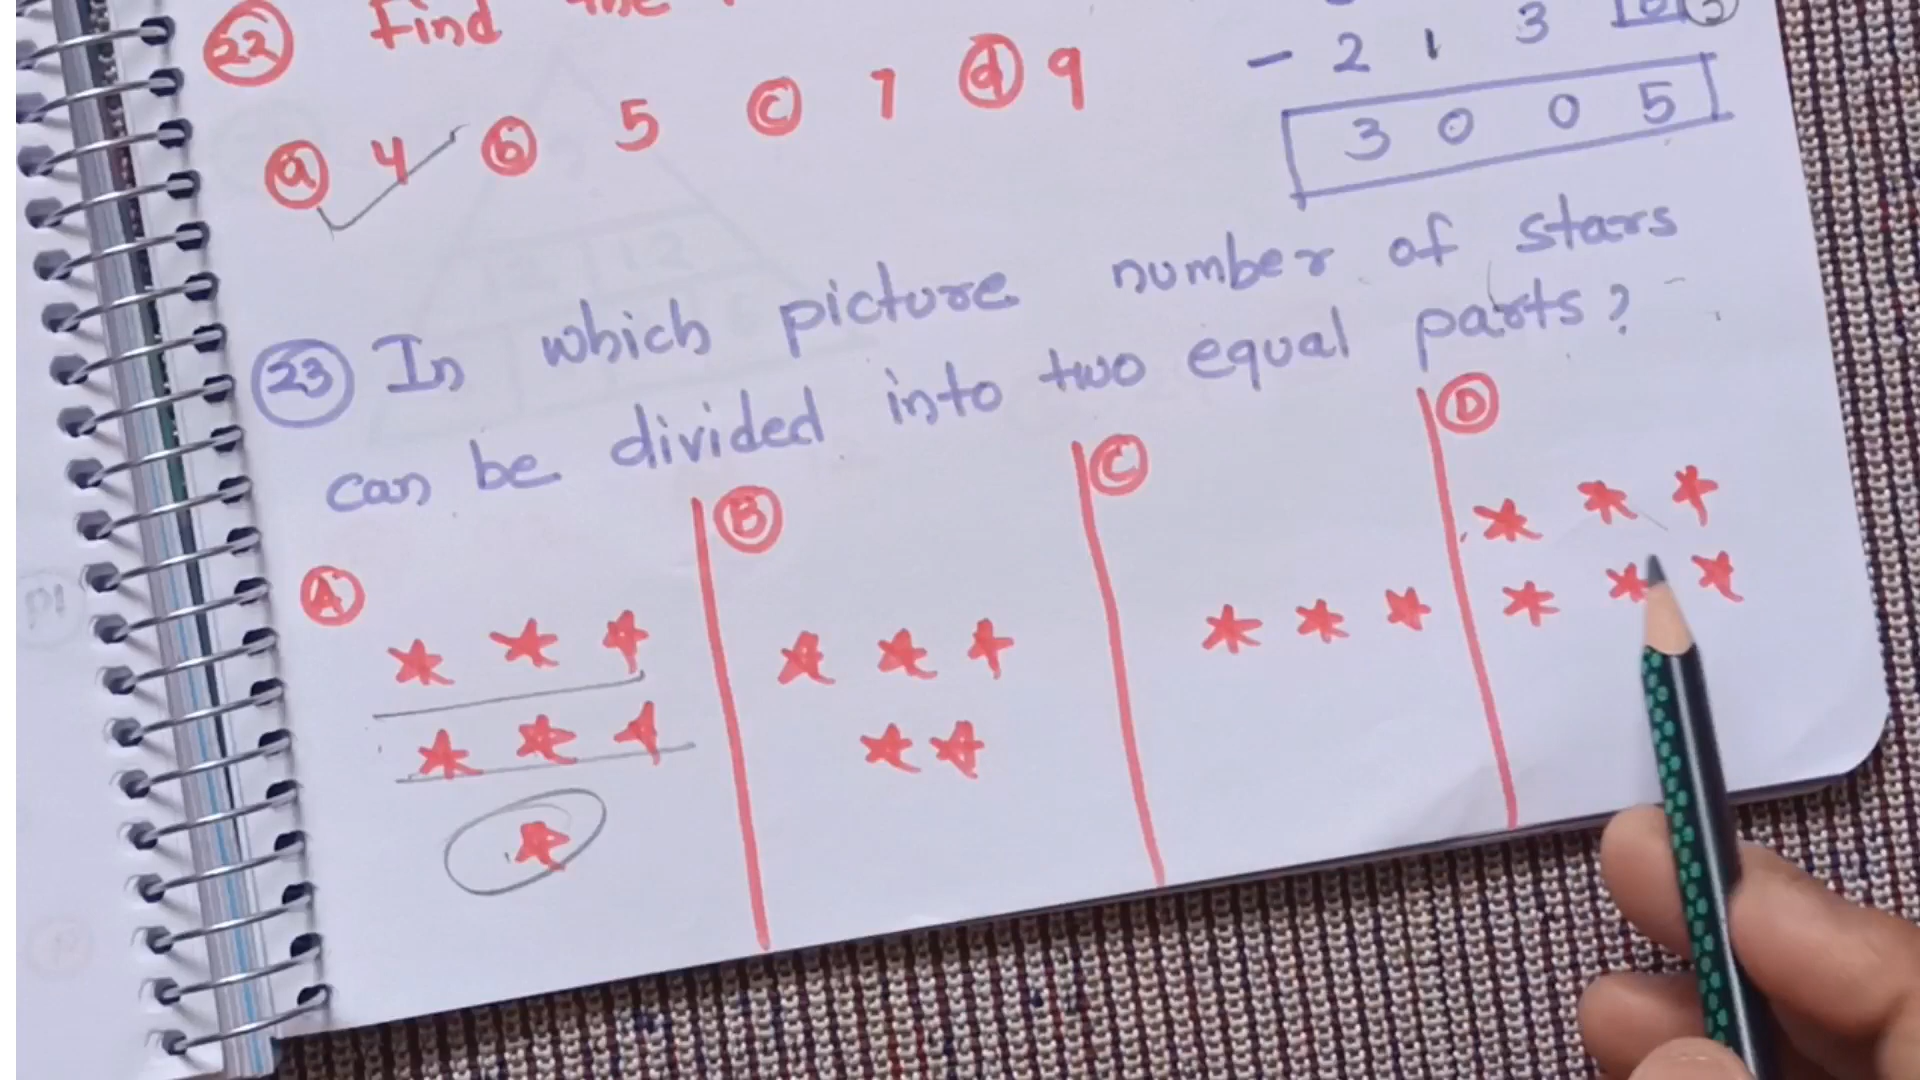 22 Find the
a 4 b 5 c 7 d 9
- 2 1 3
3 0 0 5
23 In which picture number of stars
can be divided into two equal parts?
A B C D